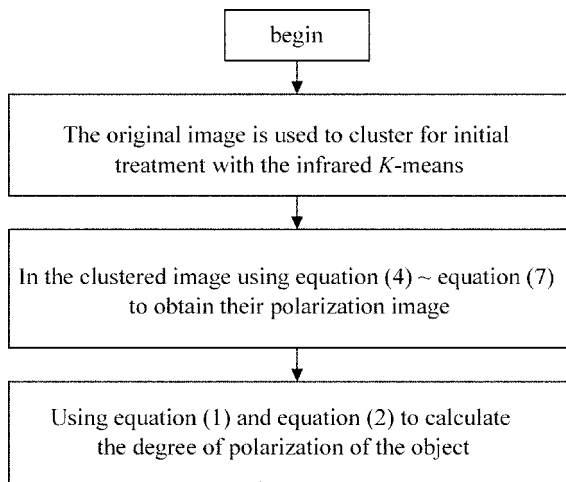 begin
The original image is used to cluster for initial
treatment with the infrared K-means
In the clustered image using equation (4) ~ equation (7)
to obtain their polarization image
Using equation (1) and equation (2) to calculate
the degree of polarization of the object